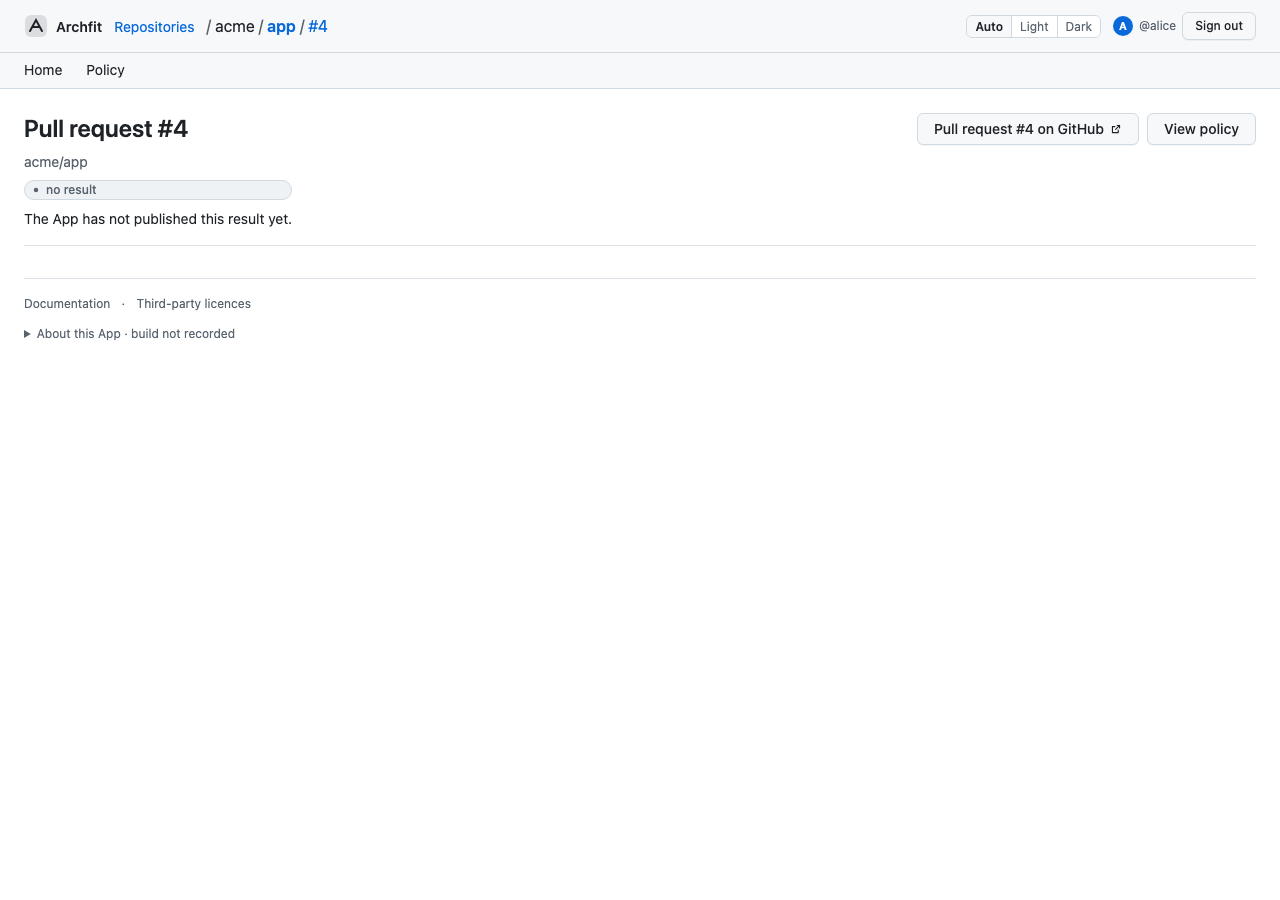 Archfit Repositories / acme / app / #4 Auto Light Dark A @alice Sign out
Home Policy
Pull request #4 Pull request #4 on GitHub View policy
acme/app
• no result
The App has not published this result yet.
Documentation · Third-party licences
About this App · build not recorded